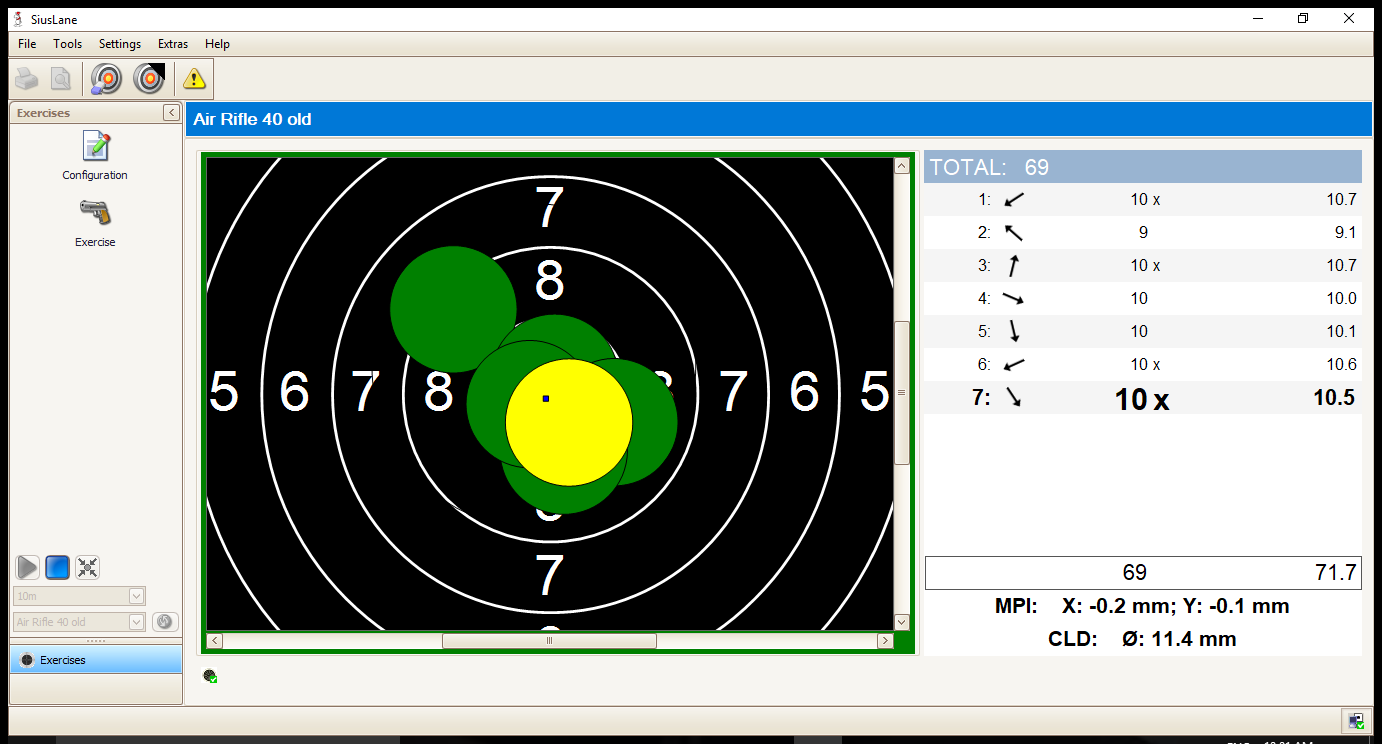 SiusLane
File Tools Settings Extras Help
Exercises
Configuration
Exercise
10m
Air Rifle 40 old
Exercises
Air Rifle 40 old
7
8
5 6 7 8 7 6 5
7
TOTAL: 69
1: 10 x 10.7
2: 9 9.1
3: 10 x 10.7
4: 10 10.0
5: 10 10.1
6: 10 x 10.6
7: 10 x 10.5
69 71.7
MPI: X: -0.2 mm; Y: -0.1 mm
CLD: Ø: 11.4 mm